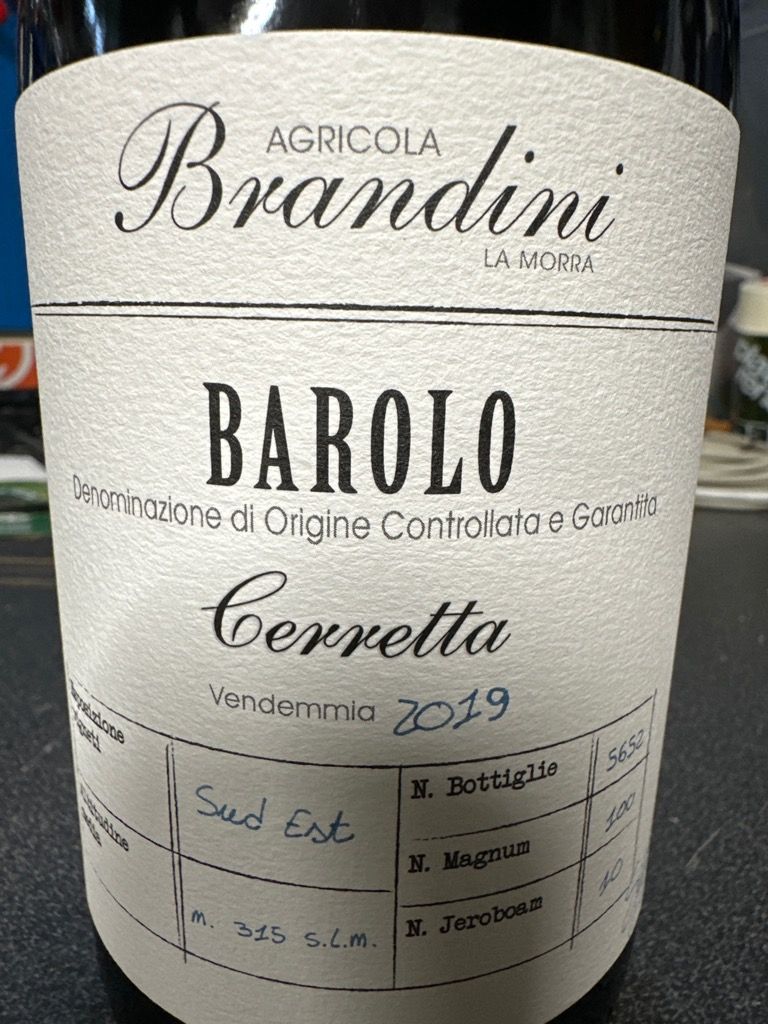 AGRICOLA
Brandini
LA MORRA
BAROLO
Denominazione di Origine Controllata e Garantita
Cerretta
Vendemmia 2019
Sud Est
m. 315 s.l.m.
N. Bottiglie 5652
N. Magnum 100
N. Jeroboam 10